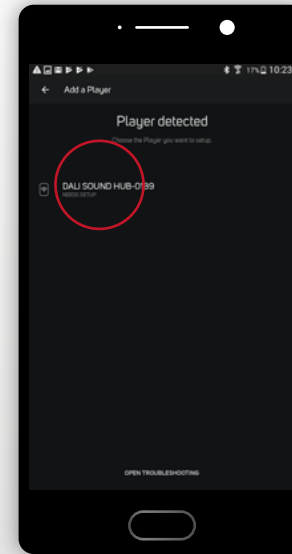 17% 10:23
Add a Player
Player detected
Choose the Player you want to setup.
DALI SOUND HUB-0189
NEEDS SETUP
OPEN TROUBLESHOOTING